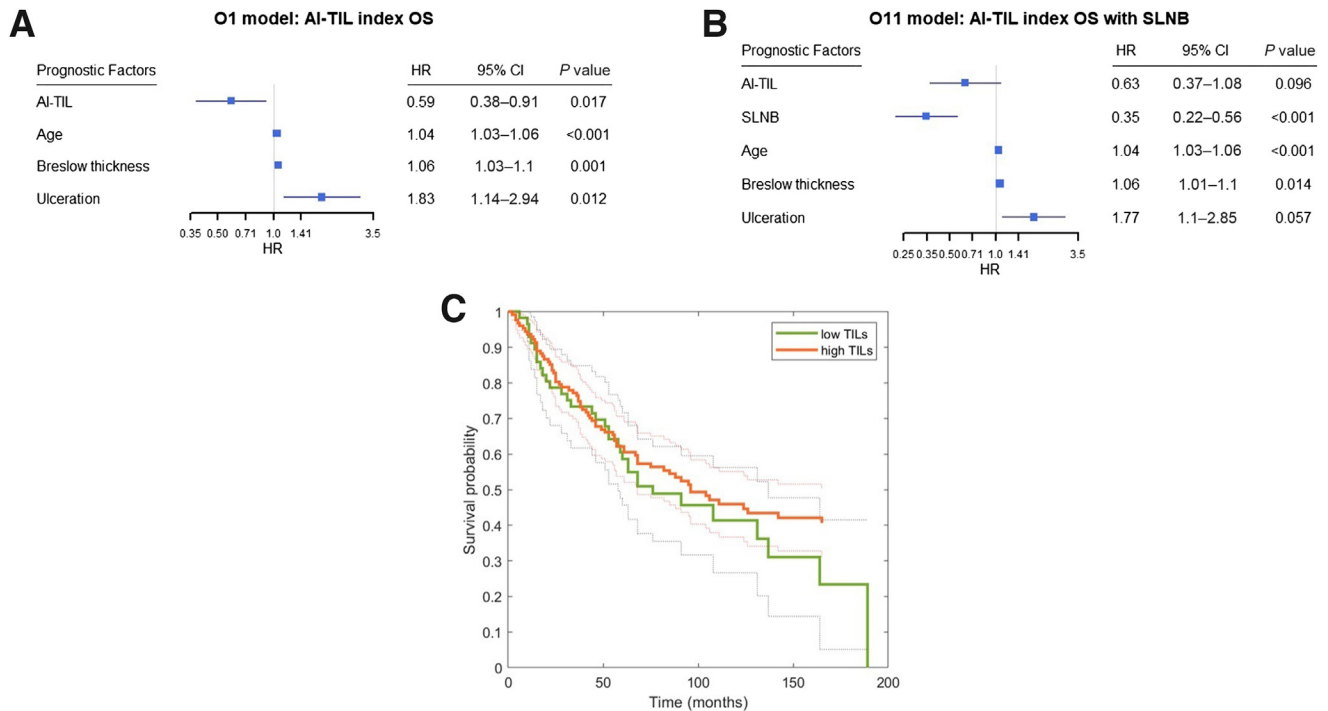 A
O1 model: AI-TIL index OS
Prognostic Factors HR 95% CI P value
AI-TIL 0.59 0.38–0.91 0.017
Age 1.04 1.03–1.06 <0.001
Breslow thickness 1.06 1.03–1.1 0.001
Ulceration 1.83 1.14–2.94 0.012
0.35 0.50 0.71 1.0 1.41 3.5
HR
B
O11 model: AI-TIL index OS with SLNB
Prognostic Factors HR 95% CI P value
AI-TIL 0.63 0.37–1.08 0.096
SLNB 0.35 0.22–0.56 <0.001
Age 1.04 1.03–1.06 <0.001
Breslow thickness 1.06 1.01–1.1 0.014
Ulceration 1.77 1.1–2.85 0.057
0.25 0.35 0.50 0.71 1.0 1.41 3.5
HR
C
low TILs
high TILs
1
0.9
0.8
0.7
0.6
0.5
0.4
0.3
0.2
0.1
0
Survival probability
0 50 100 150 200
Time (months)